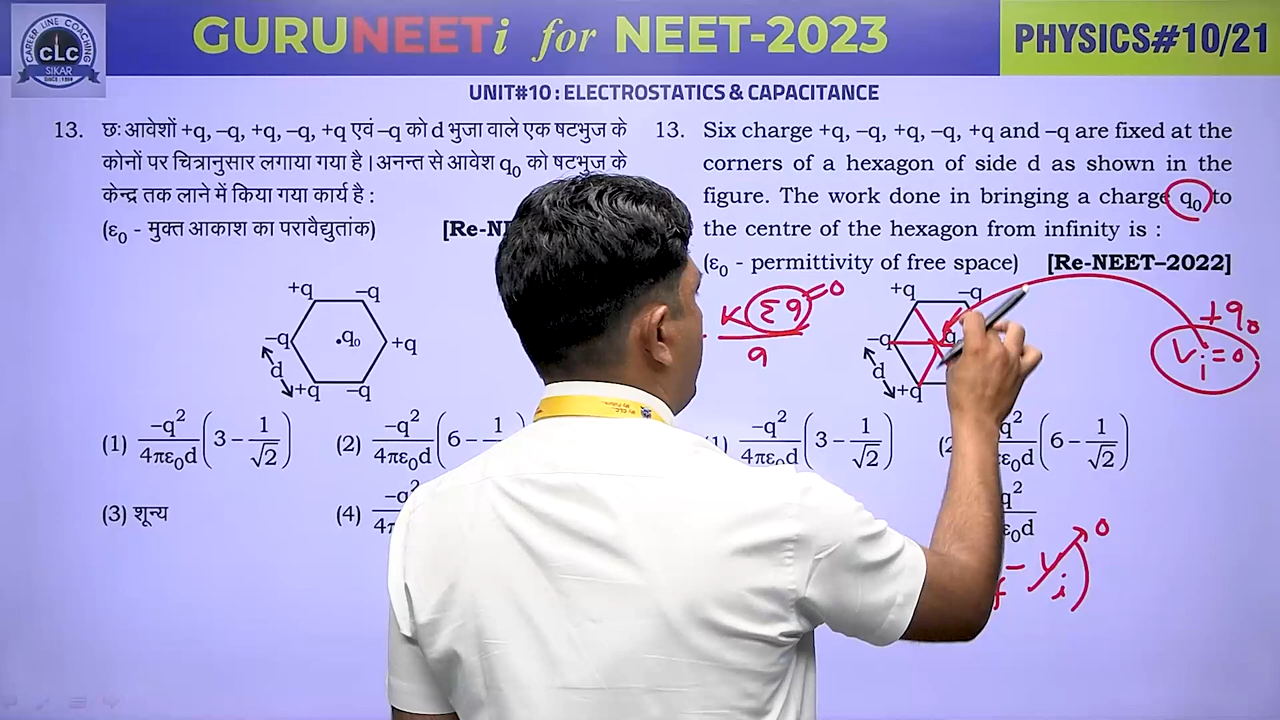 CAREER LINE COACHING
CLC
SIKAR
SINCE : 1996
GURUNEETi for NEET-2023
PHYSICS#10/21
UNIT#10 : ELECTROSTATICS & CAPACITANCE
13. छः आवेशों +q, –q, +q, –q, +q एवं –q को d भुजा वाले एक षटभुज के
कोनों पर चित्रानुसार लगाया गया है। अनन्त से आवेश q₀ को षटभुज के
केन्द्र तक लाने में किया गया कार्य है :
(ε₀ - मुक्त आकाश का परावैद्युतांक)
+q –q
–q •q₀ +q
d
+q –q
(1) –q²/4πε₀d (3 – 1/√2)
(2) –q²/4πε₀d (6 – 1
(3) शून्य
(4)
13. Six charge +q, –q, +q, –q, +q and –q are fixed at the
corners of a hexagon of side d as shown in the
figure. The work done in bringing a charge q₀ to
the centre of the hexagon from infinity is :
(ε₀ - permittivity of free space) [Re-NEET–2022]
K(Σq)=0
a
+q –q
–q q
d
+q
+q₀
Vi=0
–q²/4πε₀d (3 – 1/√2)
(6 – 1/√2)
ε₀d
– Vi) 0